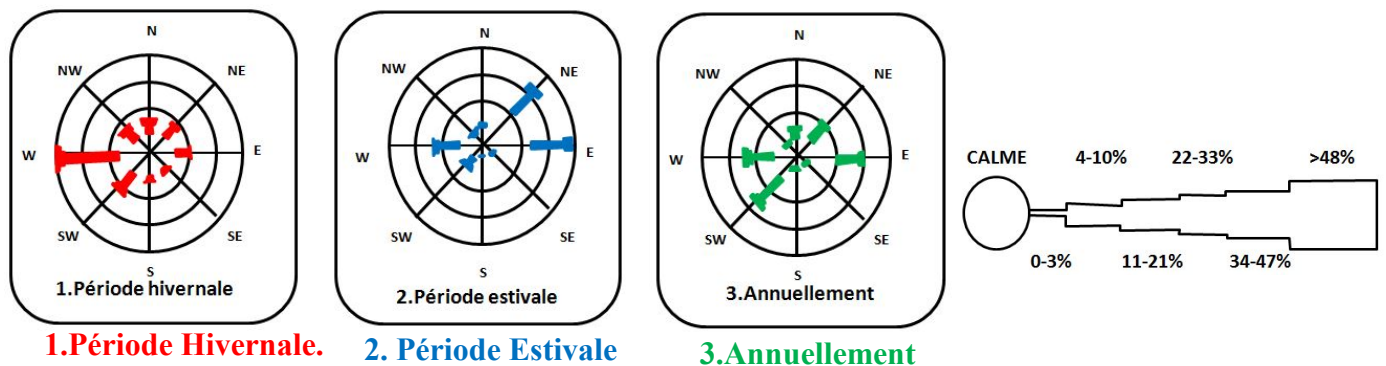 N
NW
NE
W
E
SW
SE
S
1.Période hivernale
N
NW
NE
W
E
SW
SE
S
2.Période estivale
N
NW
NE
W
E
SW
SE
S
3.Annuellement
CALME
4-10%
22-33%
>48%
0-3%
11-21%
34-47%
1.Période Hivernale.
2. Période Estivale
3.Annuellement